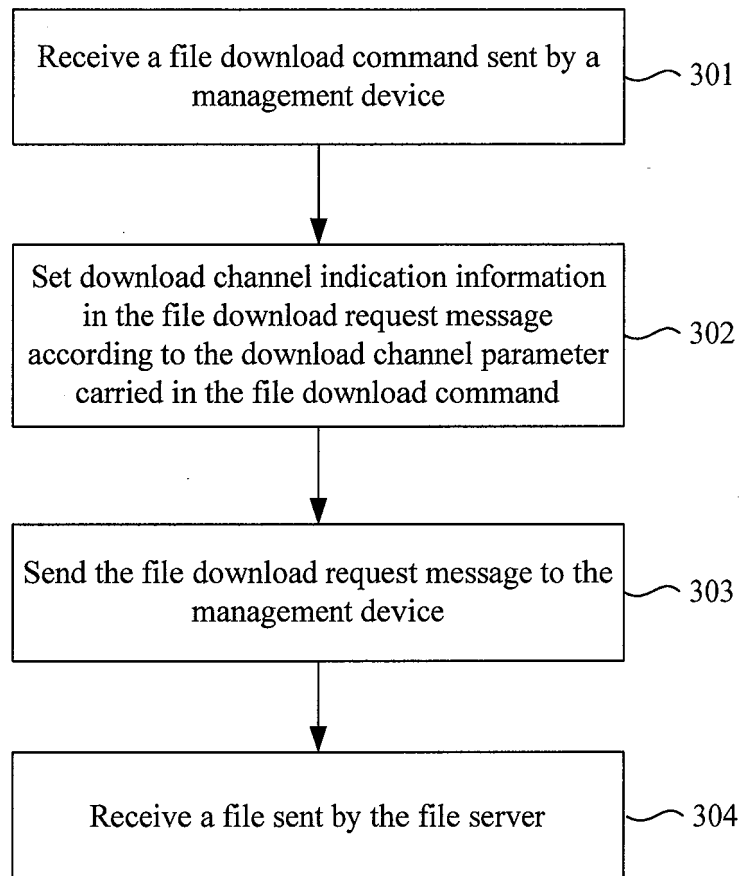 Receive a file download command sent by a
management device
301
Set download channel indication information
in the file download request message
according to the download channel parameter
carried in the file download command
302
Send the file download request message to the
management device
303
Receive a file sent by the file server
304